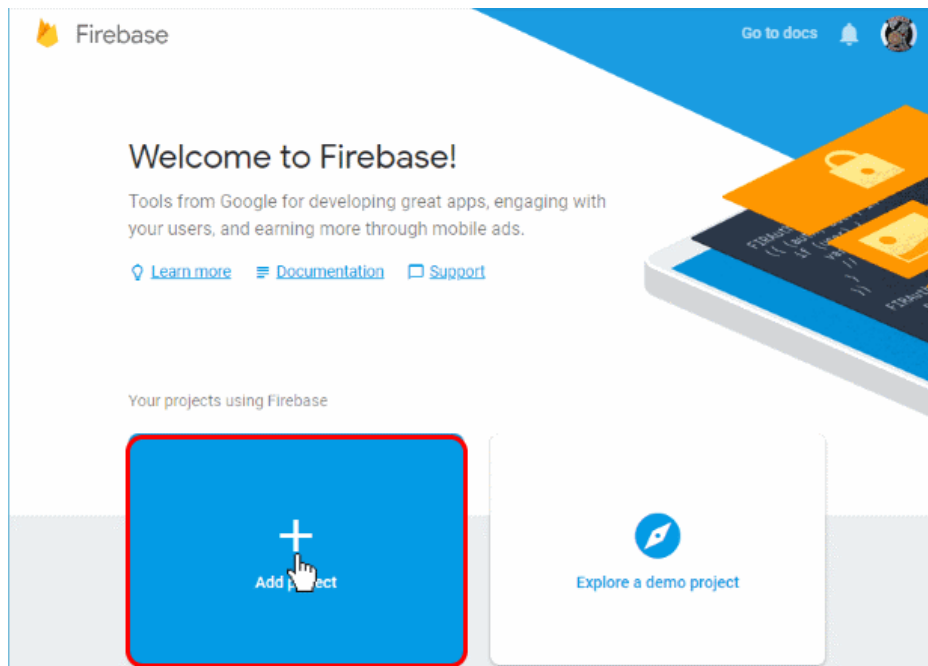 Firebase
Go to docs
Welcome to Firebase!
Tools from Google for developing great apps, engaging with
your users, and earning more through mobile ads.
Learn more
Documentation
Support
Your projects using Firebase
Add project
Explore a demo project